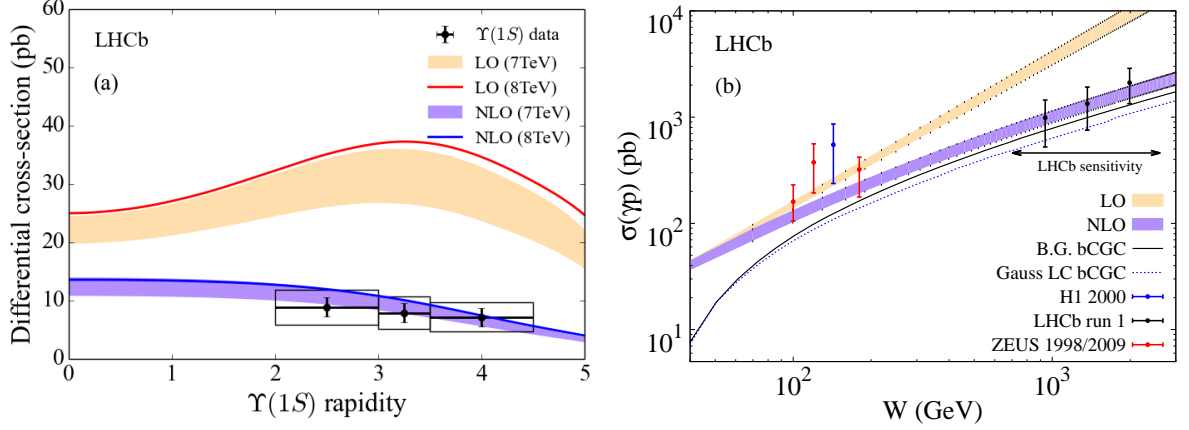 60
50
40
30
20
10
0
Differential cross-section (pb)
LHCb
(a)
ϒ(1S) data
LO (7TeV)
LO (8TeV)
NLO (7TeV)
NLO (8TeV)
0 1 2 3 4 5
ϒ(1S) rapidity
10⁴
10³
10²
10¹
σ(γp) (pb)
LHCb
(b)
LHCb sensitivity
LO
NLO
B.G. bCGC
Gauss LC bCGC
H1 2000
LHCb run 1
ZEUS 1998/2009
10² 10³
W (GeV)